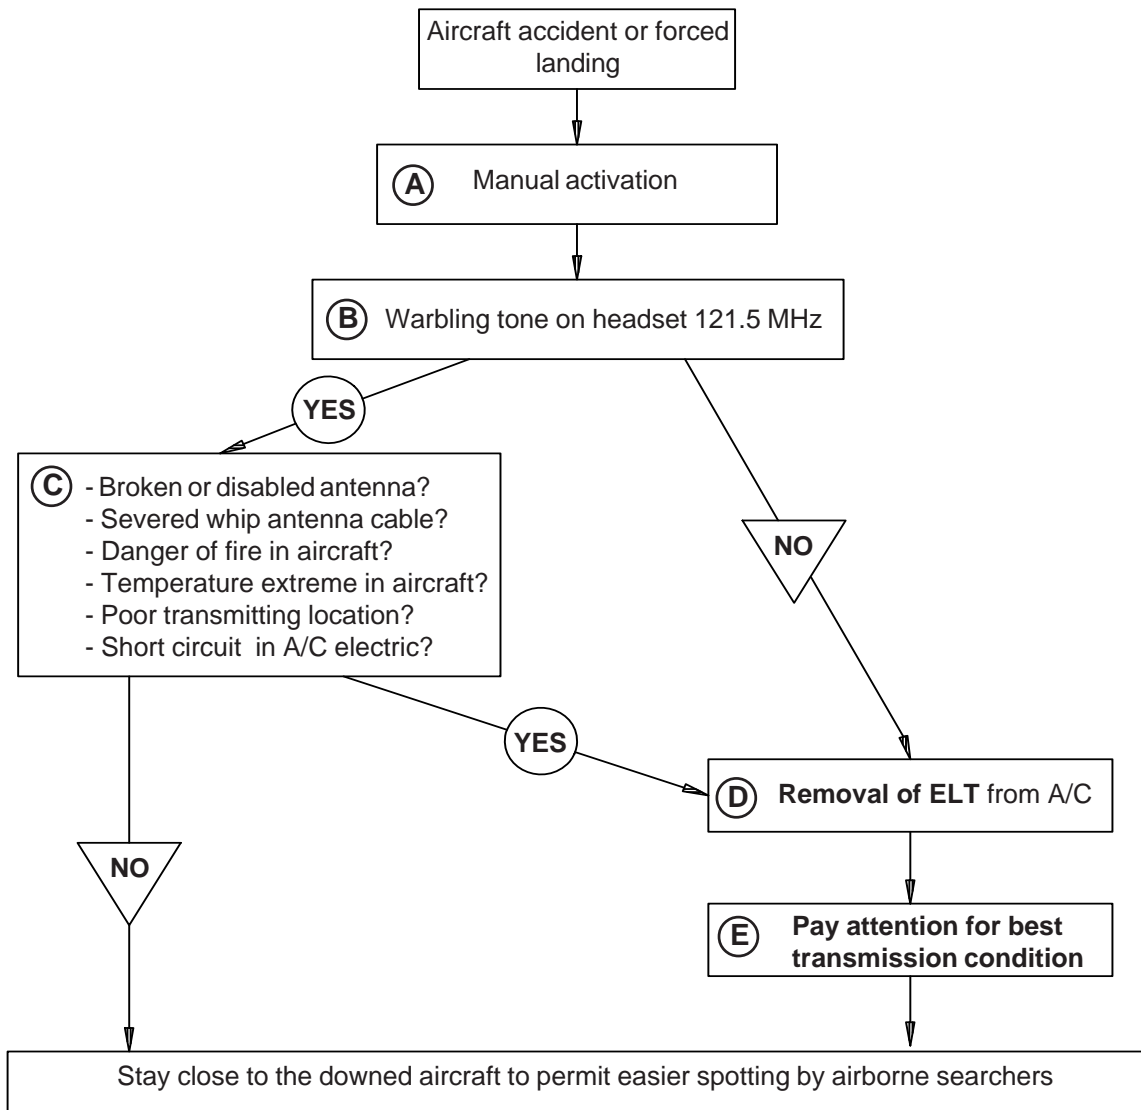 Aircraft accident or forced
landing
A Manual activation
B Warbling tone on headset 121.5 MHz
YES
C - Broken or disabled antenna?
- Severed whip antenna cable?
- Danger of fire in aircraft?
- Temperature extreme in aircraft?
- Poor transmitting location?
- Short circuit in A/C electric?
NO
YES
D Removal of ELT from A/C
NO
E Pay attention for best
transmission condition
Stay close to the downed aircraft to permit easier spotting by airborne searchers